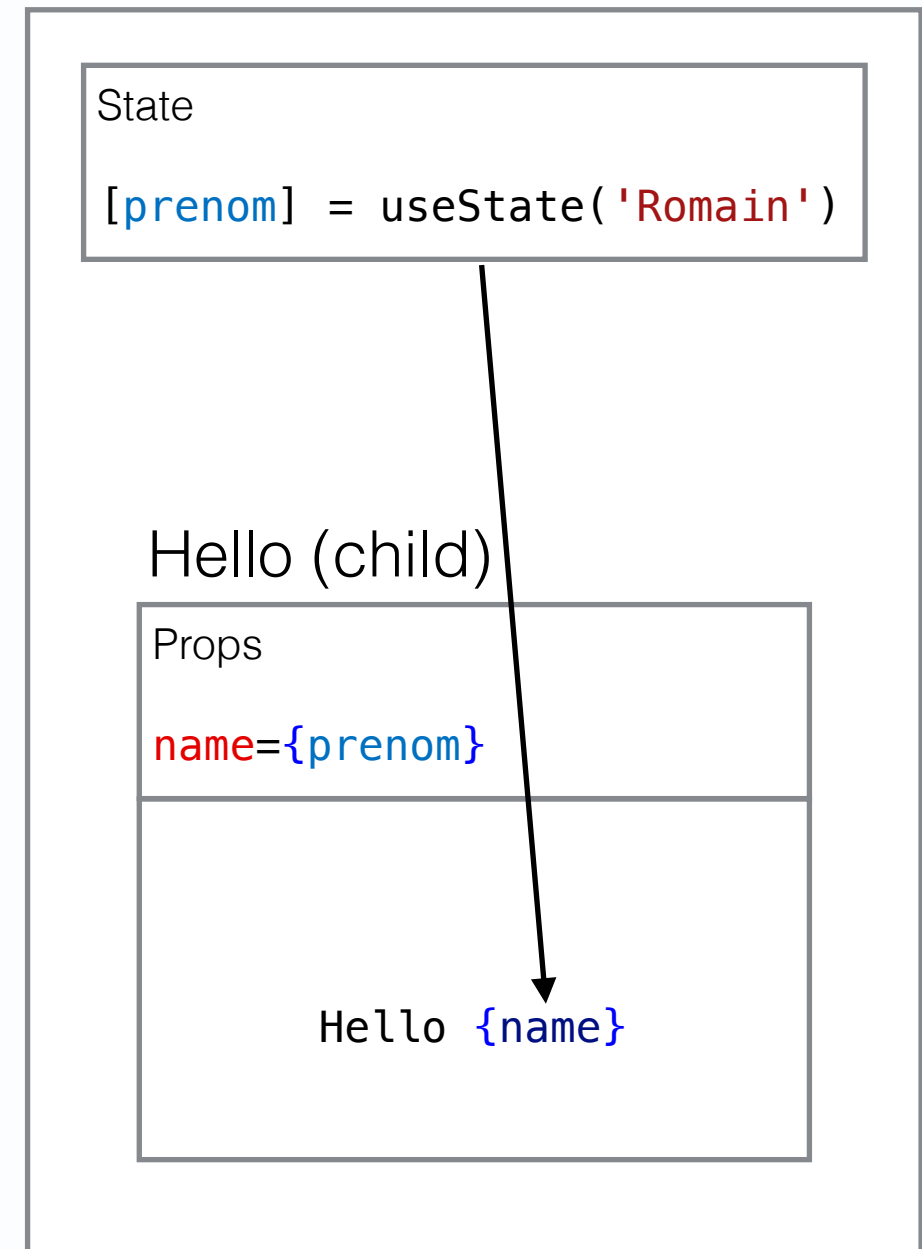 State
[prenom] = useState('Romain')
Hello (child)
Props
name={prenom}
Hello {name}